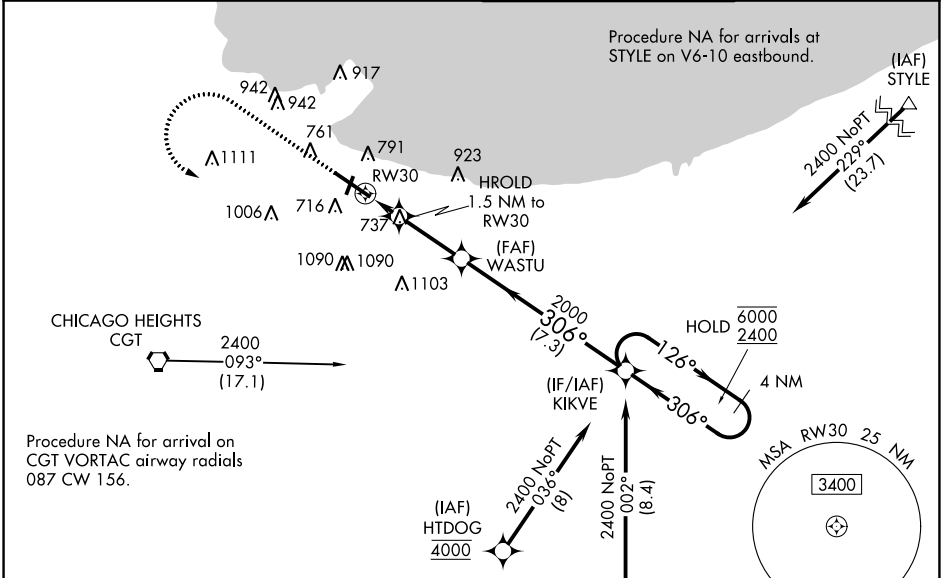 Procedure NA for arrivals at
STYLE on V6-10 eastbound.
(IAF)
STYLE
2400 NoPT
229°
(23.7)
917
942
942
761
791
1111
RW30
923
HROLD
1.5 NM to
RW30
1006
716
737
(FAF)
WASTU
1090
1090
1103
2000
306°
(7.3)
CHICAGO HEIGHTS
CGT
2400
093°
(17.1)
HOLD
6000
2400
126°
4 NM
306°
(IF/IAF)
KIKVE
Procedure NA for arrival on
CGT VORTAC airway radials
087 CW 156.
2400 NoPT
036°
(8)
2400 NoPT
002°
(8.4)
(IAF)
HTDOG
4000
MSA RW30 25 NM
3400